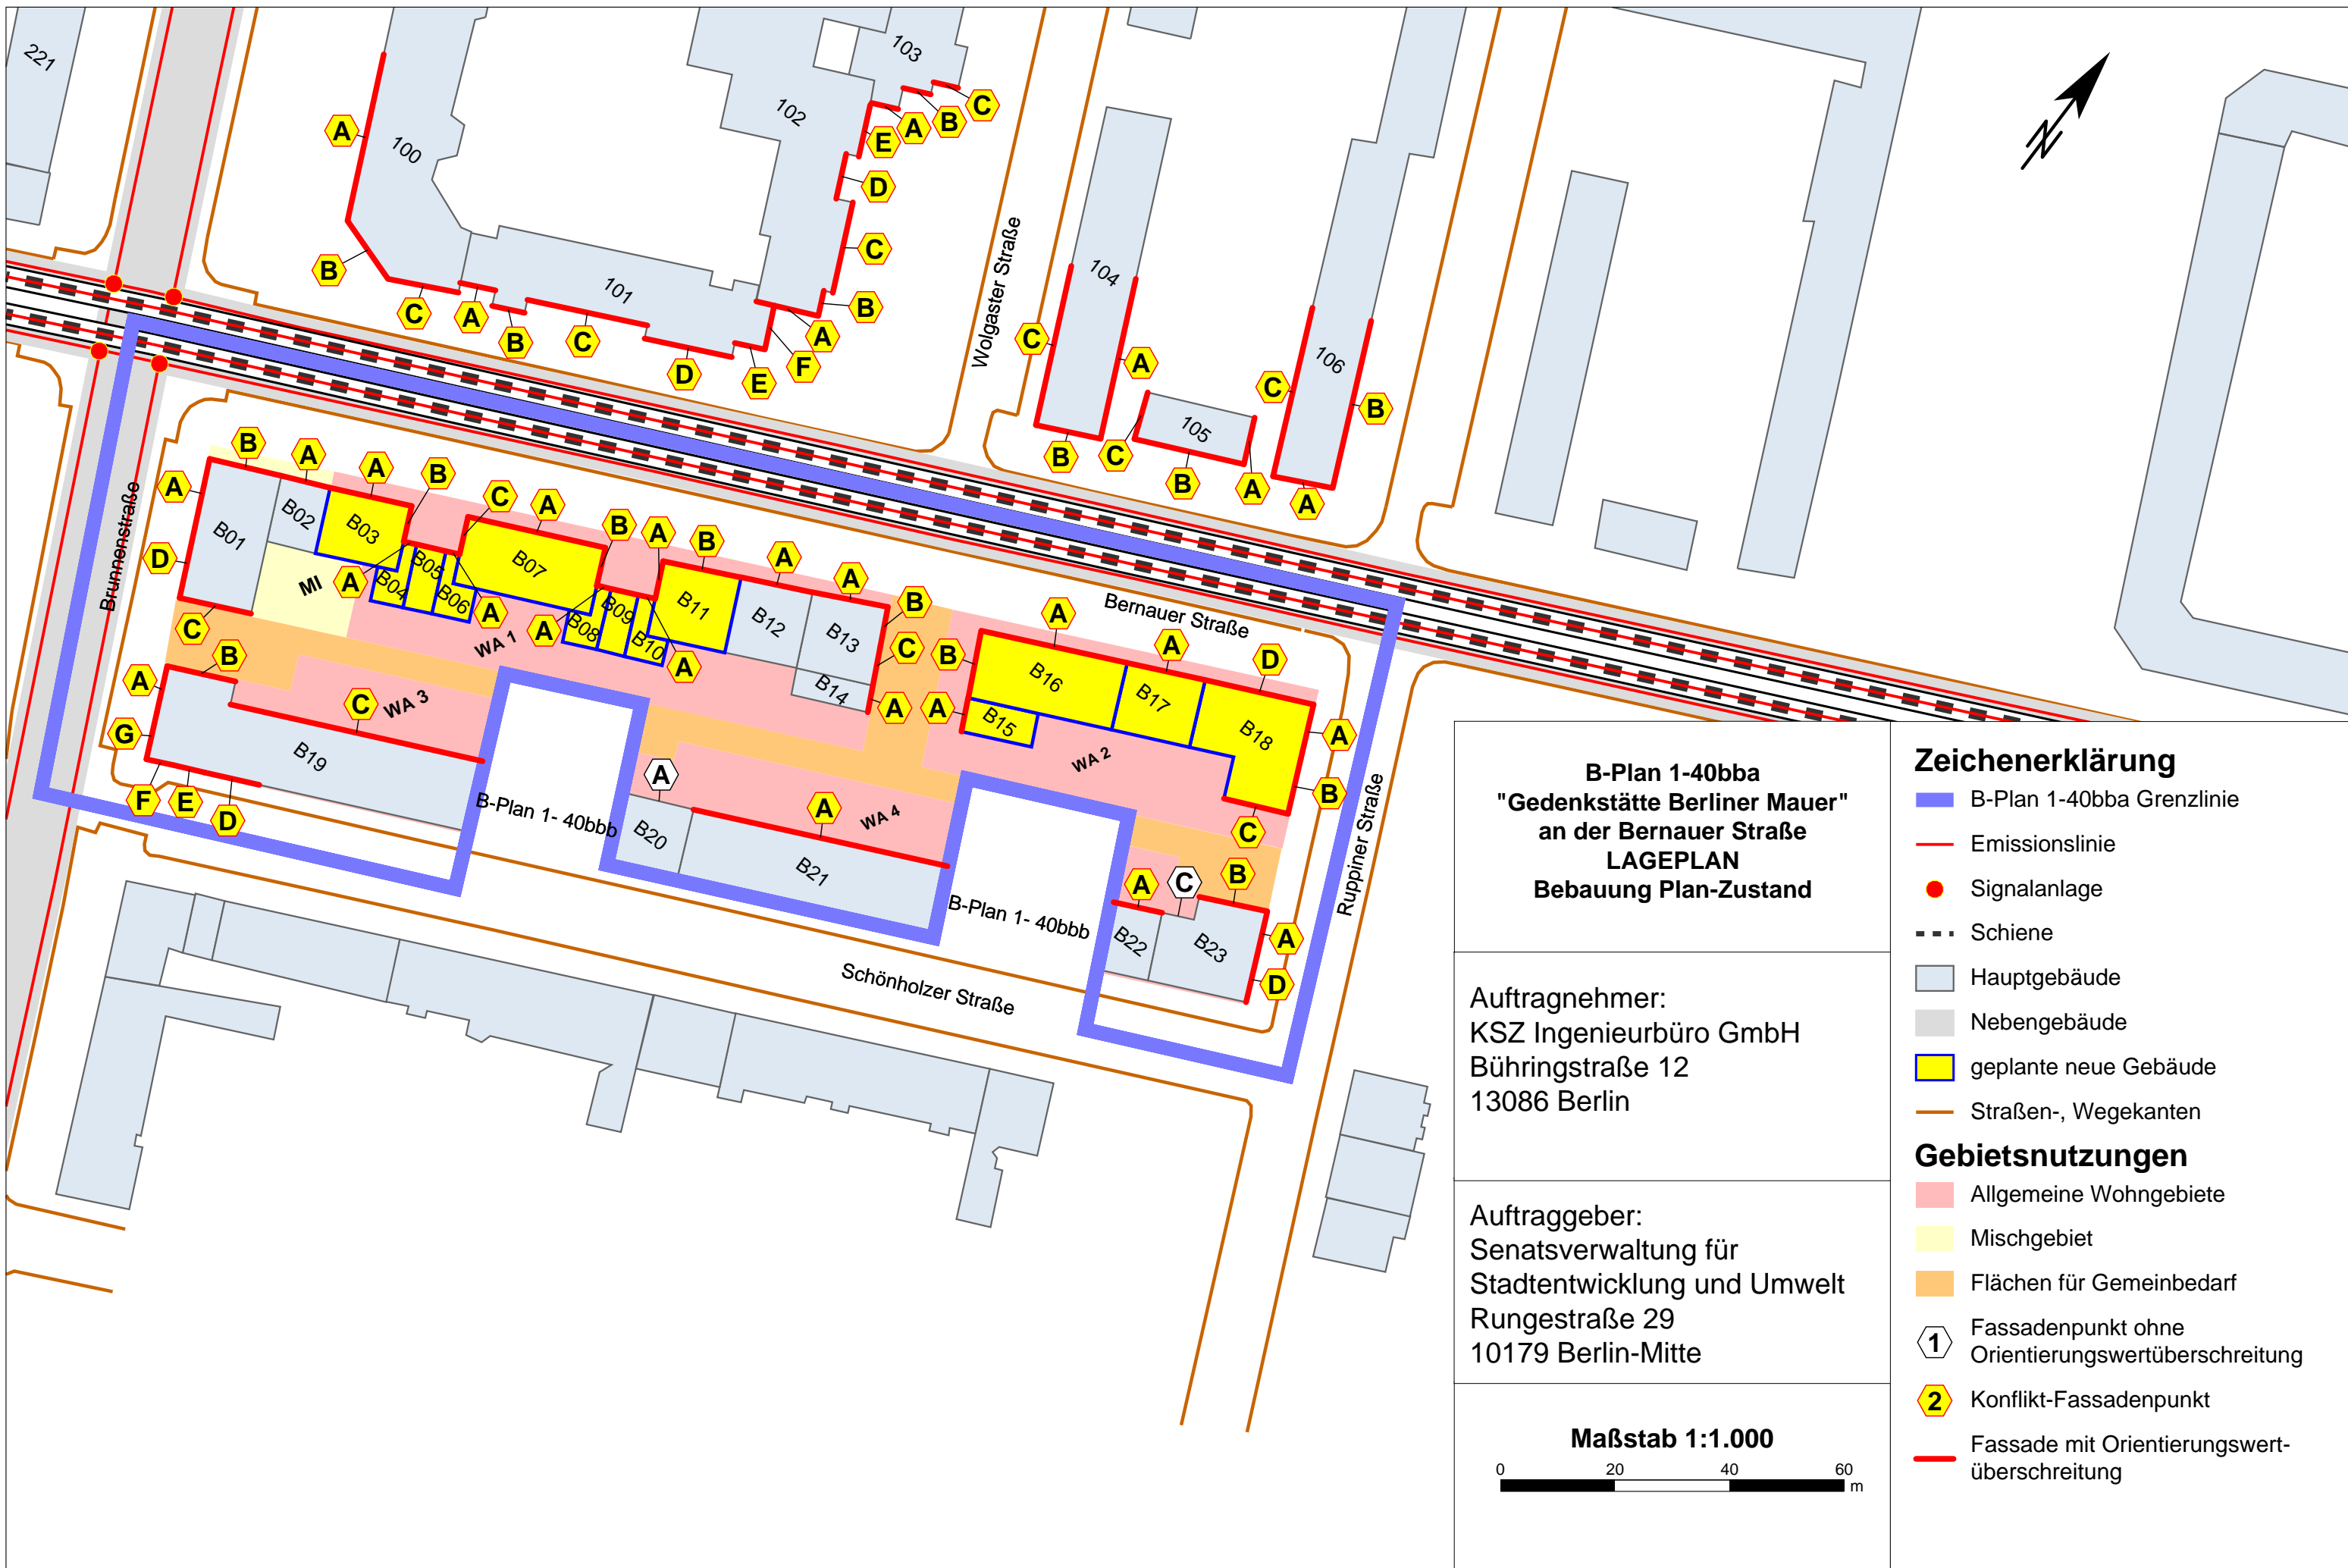 221
100
101
102
103
104
105
106
A
B
C
A
B
C
D
E
F
A
B
C
D
E
A
B
C
C
A
B
C
B
A
C
B
A
Wolgaster Straße
Brunnenstraße
Bernauer Straße
Ruppiner Straße
Schönholzer Straße
B
A
A
B
C
A
B
A
B
A
A
B
C
A
A
D
C
A
A
A
A
B01
B02
B03
B04
B05
B06
B07
B08
B09
B10
B11
B12
B13
B14
MI
WA 1
B
A
A
A
D
A
B
C
B15
B16
B17
B18
WA 2
A
B
C
G
F
E
D
B19
WA 3
B-Plan 1- 40bbb
A
A
B20
B21
WA 4
B-Plan 1- 40bbb
A
C
B
A
D
B22
B23
B-Plan 1-40bba
"Gedenkstätte Berliner Mauer"
an der Bernauer Straße
LAGEPLAN
Bebauung Plan-Zustand
Auftragnehmer:
KSZ Ingenieurbüro GmbH
Bühringstraße 12
13086 Berlin
Auftraggeber:
Senatsverwaltung für
Stadtentwicklung und Umwelt
Rungestraße 29
10179 Berlin-Mitte
Maßstab 1:1.000
0 20 40 60
m
Zeichenerklärung
B-Plan 1-40bba Grenzlinie
Emissionslinie
Signalanlage
Schiene
Hauptgebäude
Nebengebäude
geplante neue Gebäude
Straßen-, Wegekanten
Gebietsnutzungen
Allgemeine Wohngebiete
Mischgebiet
Flächen für Gemeinbedarf
1
Fassadenpunkt ohne
Orientierungswertüberschreitung
2
Konflikt-Fassadenpunkt
Fassade mit Orientierungswert-
überschreitung